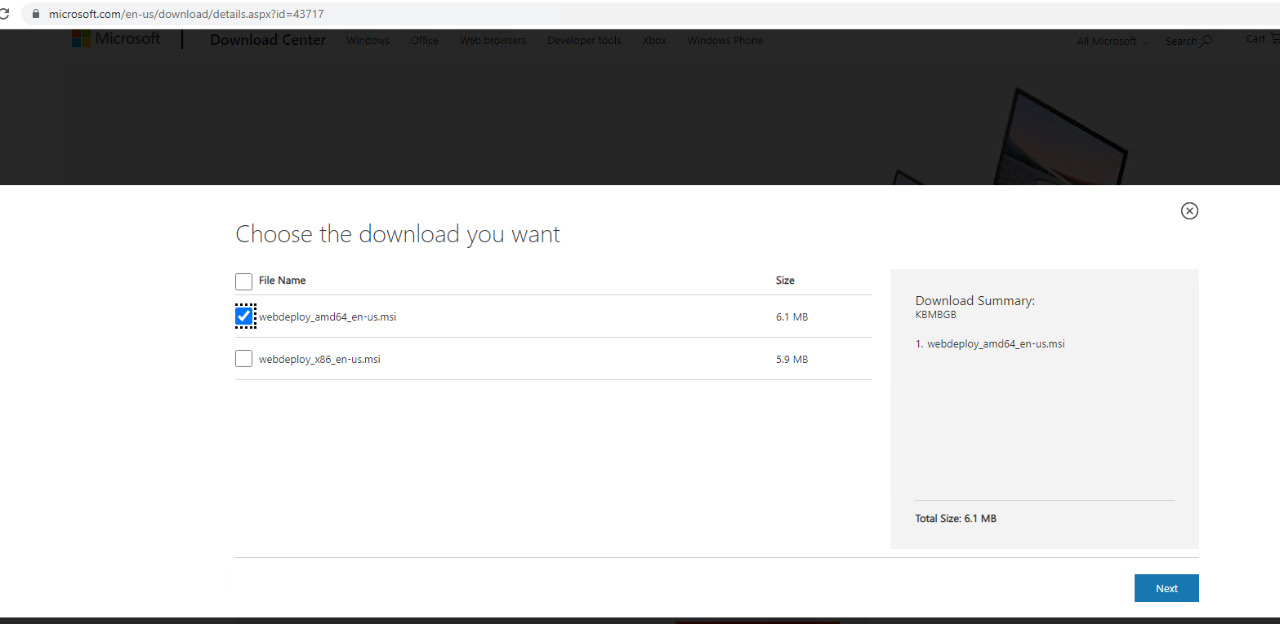 microsoft.com/en-us/download/details.aspx?id=43717
Microsoft Download Center Windows Office Web browsers Developer tools Xbox Windows Phone All Microsoft Search Cart
Choose the download you want
File Name Size
webdeploy_amd64_en-us.msi 6.1 MB
webdeploy_x86_en-us.msi 5.9 MB
Download Summary:
KBMBGB
1. webdeploy_amd64_en-us.msi
Total Size: 6.1 MB
Next